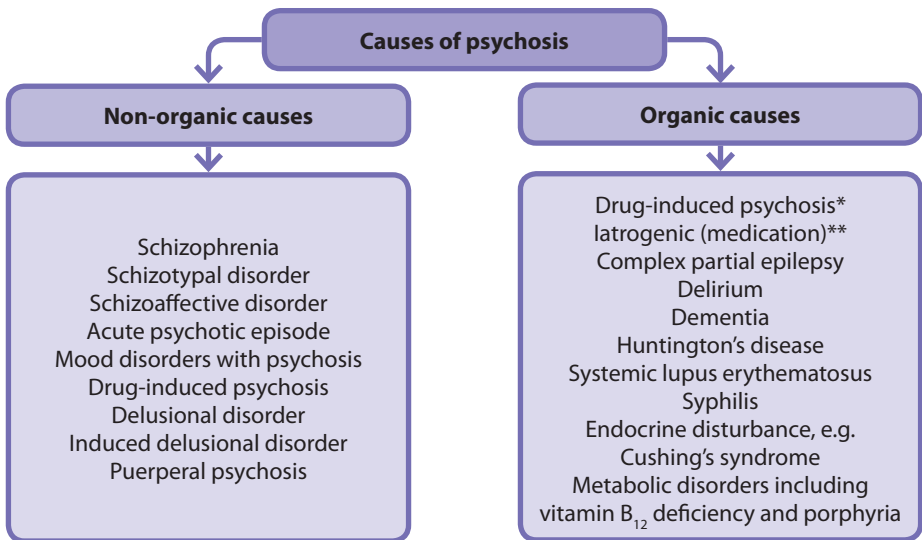 Causes of psychosis
Non-organic causes
Schizophrenia
Schizotypal disorder
Schizoaffective disorder
Acute psychotic episode
Mood disorders with psychosis
Drug-induced psychosis
Delusional disorder
Induced delusional disorder
Puerperal psychosis
Organic causes
Drug-induced psychosis*
Iatrogenic (medication)**
Complex partial epilepsy
Delirium
Dementia
Huntington’s disease
Systemic lupus erythematosus
Syphilis
Endocrine disturbance, e.g.
Cushing’s syndrome
Metabolic disorders including
vitamin B₁₂ deficiency and porphyria